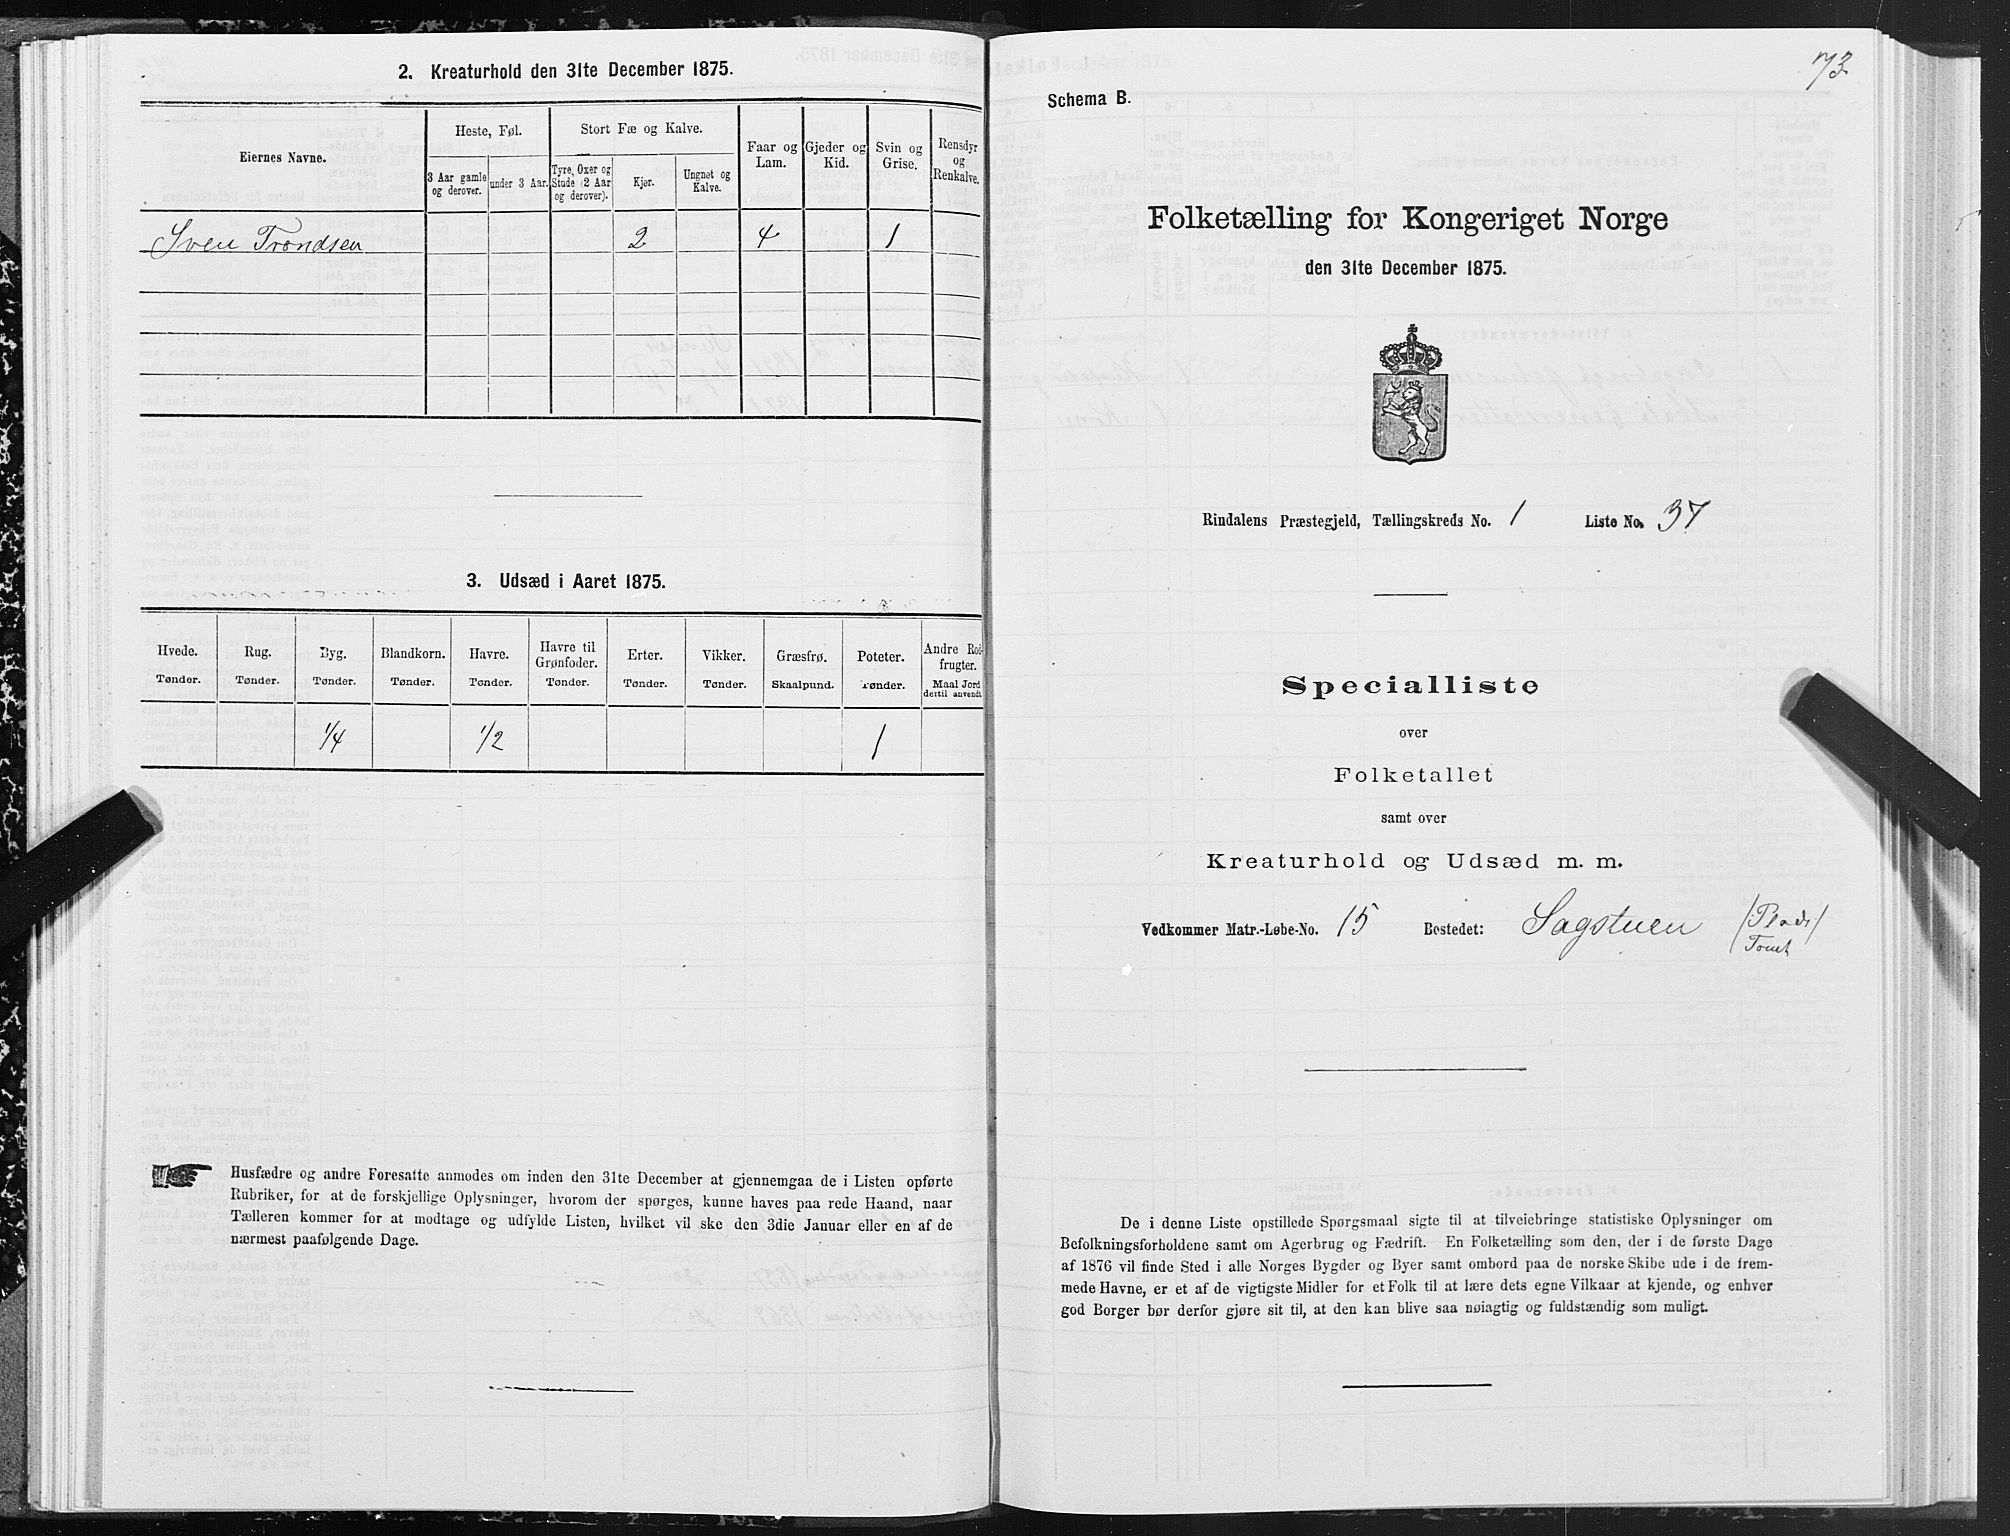 2. Kreaturhold den 31te December 1875.
Eiernes Navne.
Heste, Føl.
Stort Fæ og Kalve.
Faar og Lam.
Gjeder og Kid.
Svin og Grise.
Rensdyr og Renkalve.
3 Aar gamle og derover.
under 3 Aar.
Tyre, Oxer og Stude (2 Aar og derover).
Kjør.
Ungnøt og Kalve.
Sven Trondsen 2 4 1
3. Udsæd i Aaret 1875.
Hvede. Rug. Byg. Blandkorn. Havre. Havre til Grønfoder. Erter. Vikker. Græsfrø. Poteter. Andre Rodfrugter.
Tønder. Tønder. Tønder. Tønder. Tønder. Tønder. Tønder. Tønder. Skaalpund. Tønder. Maal Jord dertil anvendt
1/4 1/2 1
Husfædre og andre Foresatte anmodes om inden den 31te December at gjennemgaa de i Listen opførte
Rubriker, for at de forskjellige Oplysninger, hvorom der spørges, kunne haves paa rede Haand, naar
Tælleren kommer for at modtage og udfylde Listen, hvilket vil ske den 3die Januar eller en af de
nærmest paafølgende Dage.
73
Schema B.
Folketælling for Kongeriget Norge
den 31te December 1875.
Rindalens Præstegjeld, Tællingskreds No. 1 Liste No. 37
Specialliste
over
Folketallet
samt over
Kreaturhold og Udsæd m. m.
Vedkommer Matr.-Løbe-No. 15 Bostedet: Sagstuen (Plads)
Tomt
De i denne Liste opstillede Spørgsmaal sigte til at tilveiebringe statistiske Oplysninger om
Befolkningsforholdene samt om Agerbrug og Fædrift. En Folketælling som den, der i de første Dage
af 1876 vil finde Sted i alle Norges Bygder og Byer samt ombord paa de norske Skibe ude i de frem-
mede Havne, er et af de vigtigste Midler for et Folk til at lære dets egne Vilkaar at kjende, og enhver
god Borger bør derfor gjøre sit til, at den kan blive saa nøiagtig og fuldstændig som muligt.